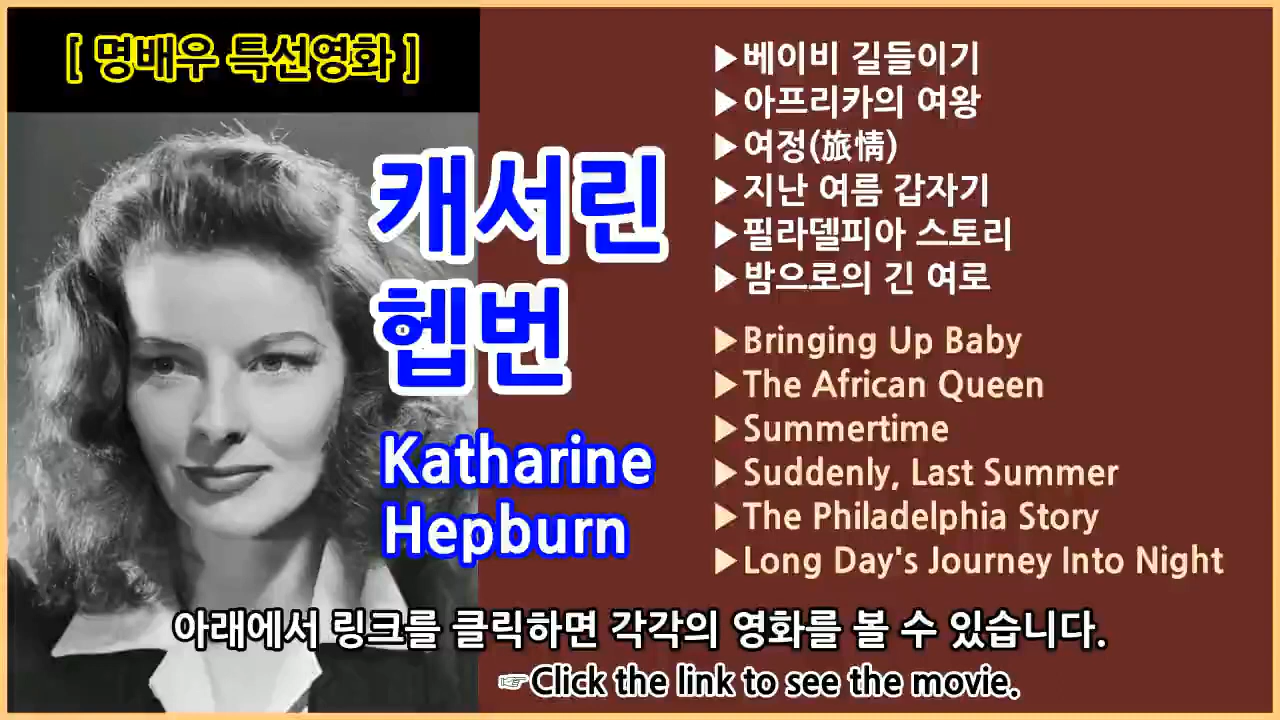 [ 명배우 특선영화 ]
캐서린
헵번
Katharine
Hepburn
▶베이비 길들이기
▶아프리카의 여왕
▶여정(旅情)
▶지난 여름 갑자기
▶필라델피아 스토리
▶밤으로의 긴 여로
▶Bringing Up Baby
▶The African Queen
▶Summertime
▶Suddenly, Last Summer
▶The Philadelphia Story
▶Long Day's Journey Into Night
아래에서 링크를 클릭하면 각각의 영화를 볼 수 있습니다.
☞Click the link to see the movie.